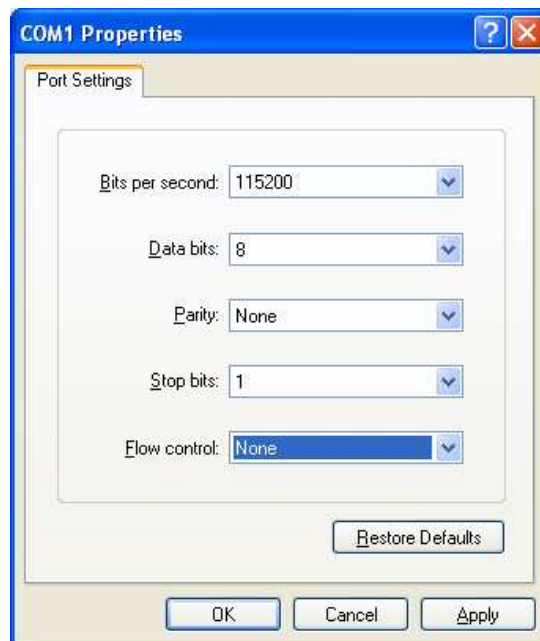 COM1 Properties
Port Settings
Bits per second: 115200
Data bits: 8
Parity: None
Stop bits: 1
Flow control: None
Restore Defaults
OK Cancel Apply